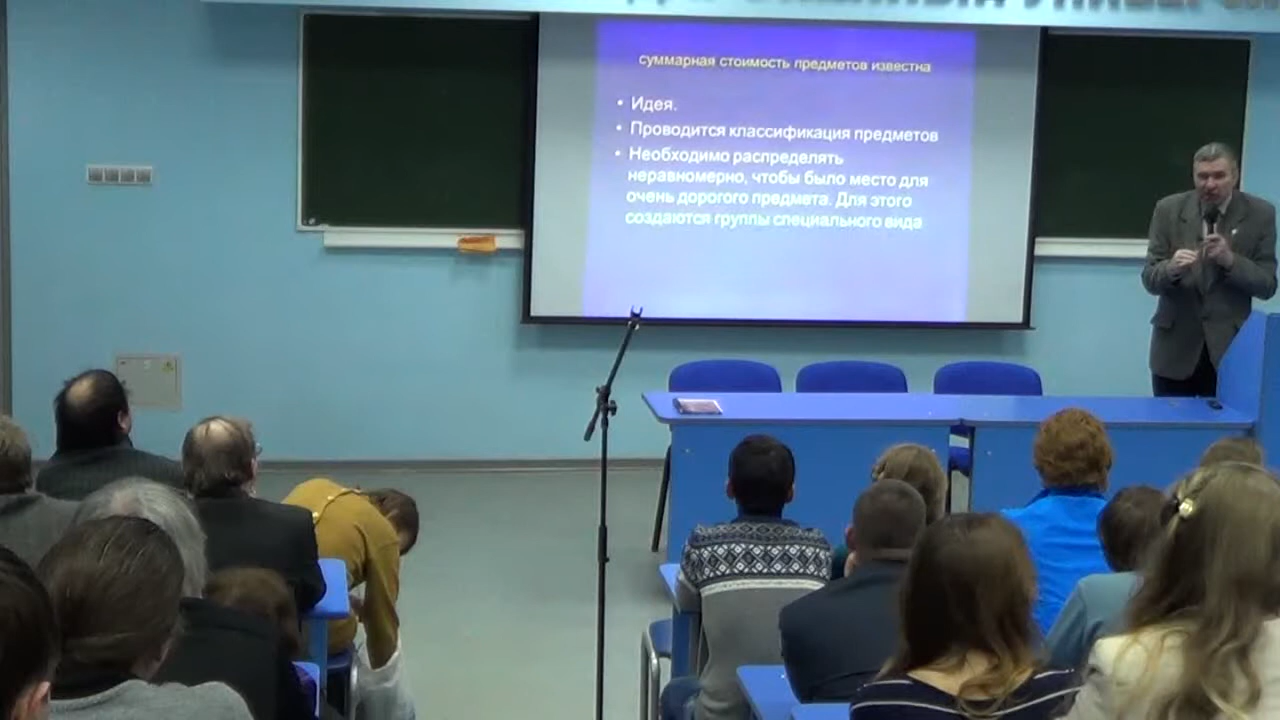 суммарная стоимость предметов известна
• Идея.
• Проводится классификация предметов
• Необходимо распределять
неравномерно, чтобы было место для
очень дорогого предмета. Для этого
создаются группы специального вида